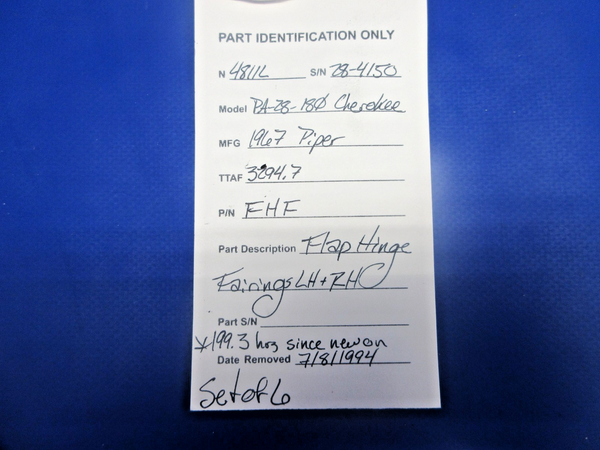 PART IDENTIFICATION ONLY
N 4811L S/N 28-4150
Model PA-28-180 Cherokee
MFG 1967 Piper
TTAF 3294.7
P/N FHF
Part Description Flap Hinge
Fairings LH + RH
Part S/N
*199.3 hrs since new on
Date Removed 7/8/1994
Set of 6